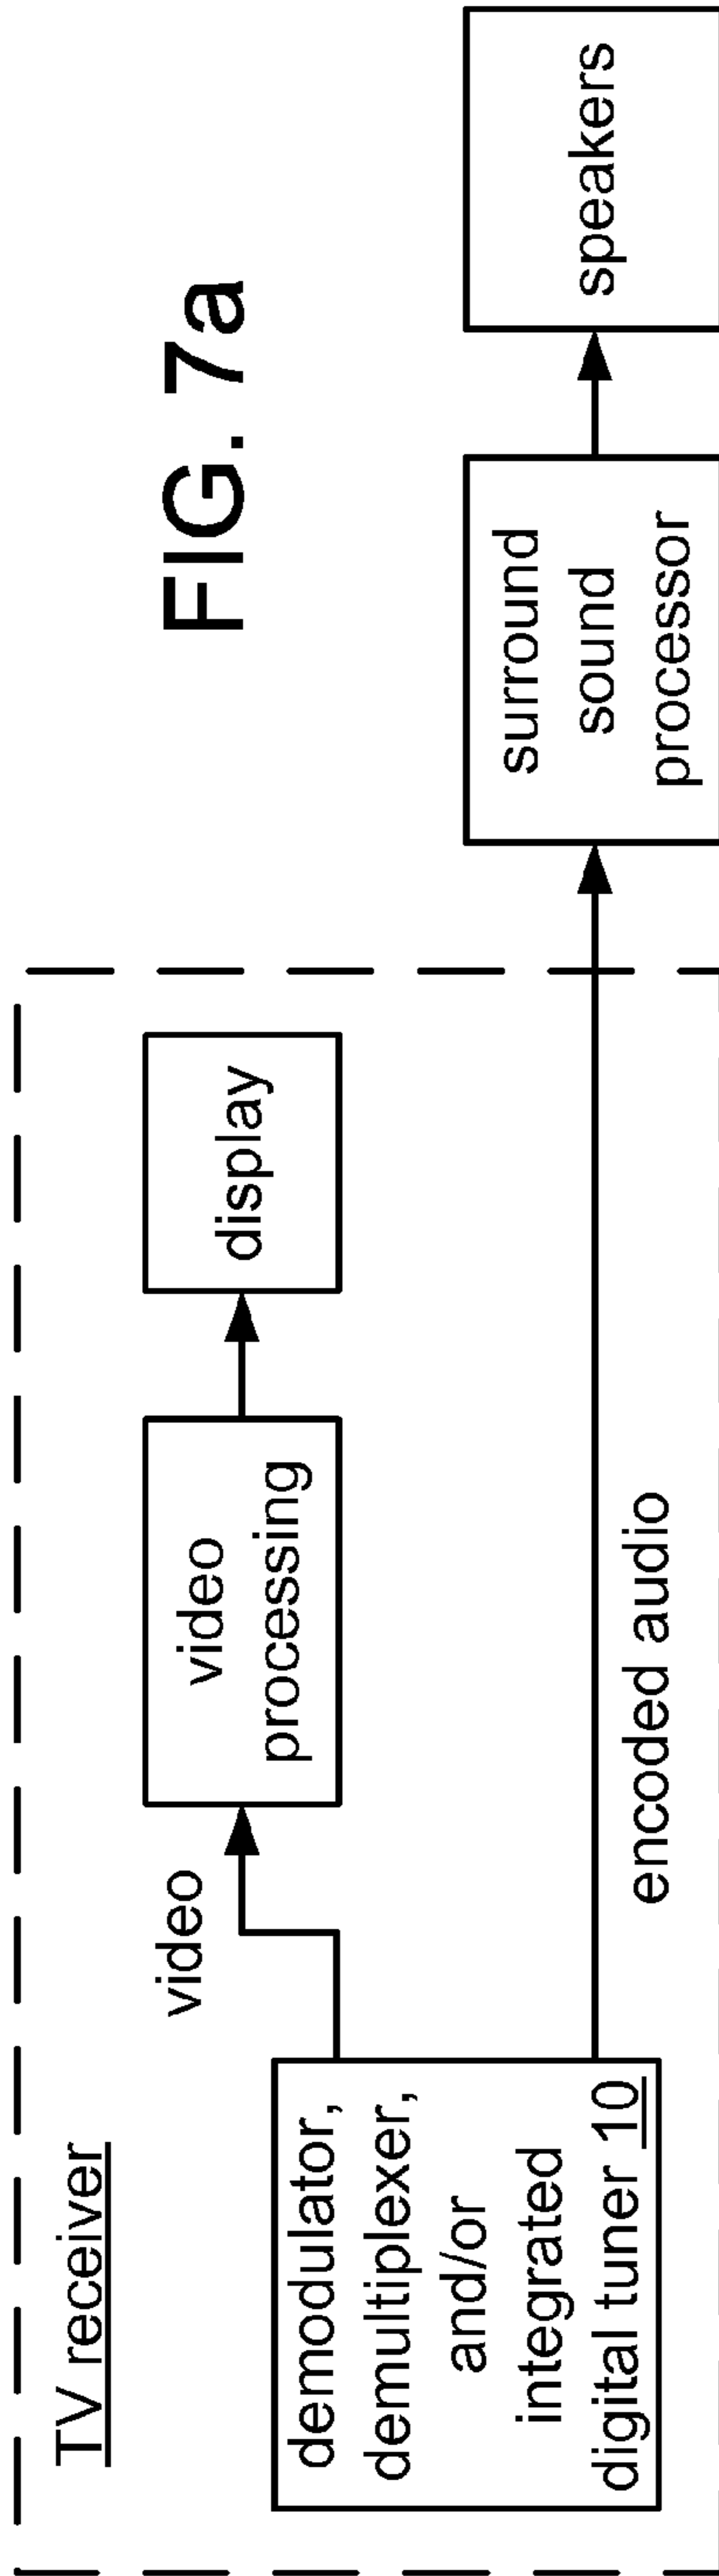 FIG. 7a
TV receiver
demodulator,
demultiplexer,
and/or
integrated
digital tuner 10
video
video
processing
display
encoded audio
surround
sound
processor
speakers